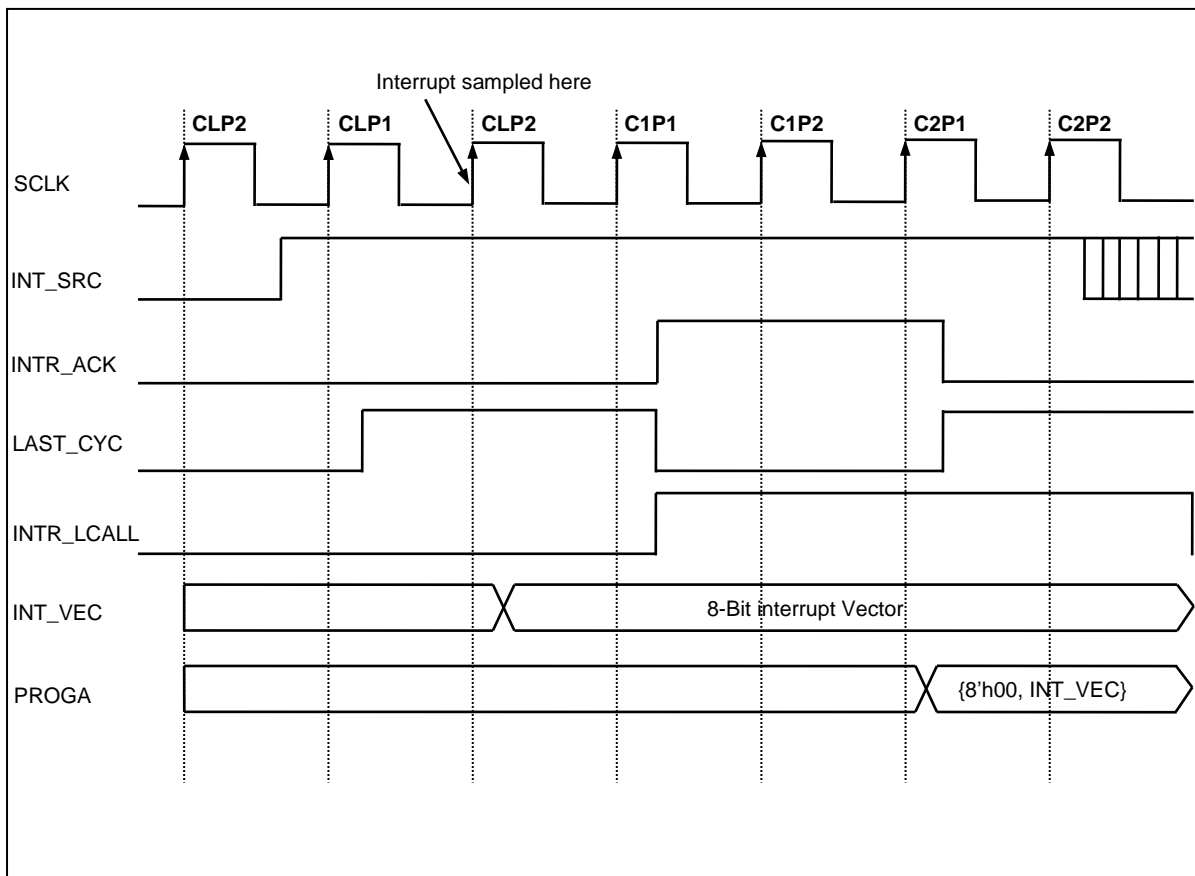 Interrupt sampled here
CLP2 CLP1 CLP2 C1P1 C1P2 C2P1 C2P2
SCLK
INT_SRC
INTR_ACK
LAST_CYC
INTR_LCALL
INT_VEC 8-Bit interrupt Vector
PROGA {8'h00, INT_VEC}